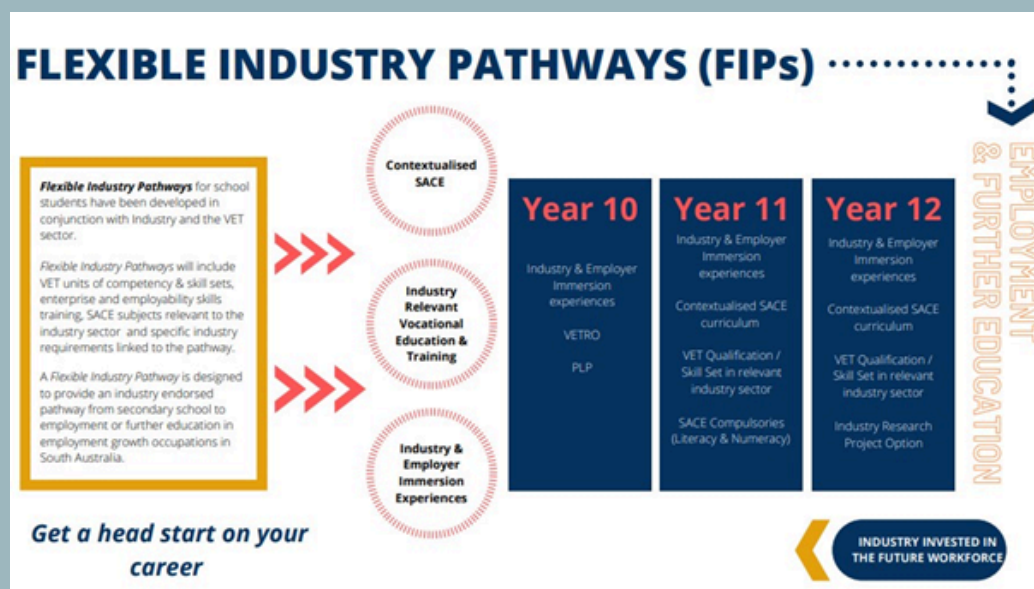 FLEXIBLE INDUSTRY PATHWAYS (FIPs)
Flexible Industry Pathways for school
students have been developed in
conjunction with Industry and the VET
sector.
Flexible Industry Pathways will include
VET units of competency & skill sets,
enterprise and employability skills
training, SACE subjects relevant to the
industry sector and specific industry
requirements linked to the pathway.
A Flexible Industry Pathway is designed
to provide an industry endorsed
pathway from secondary school to
employment or further education in
employment growth occupations in
South Australia.
Get a head start on your
career
Contextualised
SACE
Industry
Relevant
Vocational
Education &
Training
Industry &
Employer
Immersion
Experiences
Year 10
Industry & Employer
Immersion
experiences
VETRO
PLP
Year 11
Industry & Employer
Immersion
experiences
Contextualised SACE
curriculum
VET Qualification /
Skill Set in relevant
industry sector
SACE Compulsories
(Literacy & Numeracy)
Year 12
Industry & Employer
Immersion
experiences
Contextualised SACE
curriculum
VET Qualification /
Skill Set in relevant
industry sector
Industry Research
Project Option
EMPLOYMENT
& FURTHER EDUCATION
INDUSTRY INVESTED IN
THE FUTURE WORKFORCE